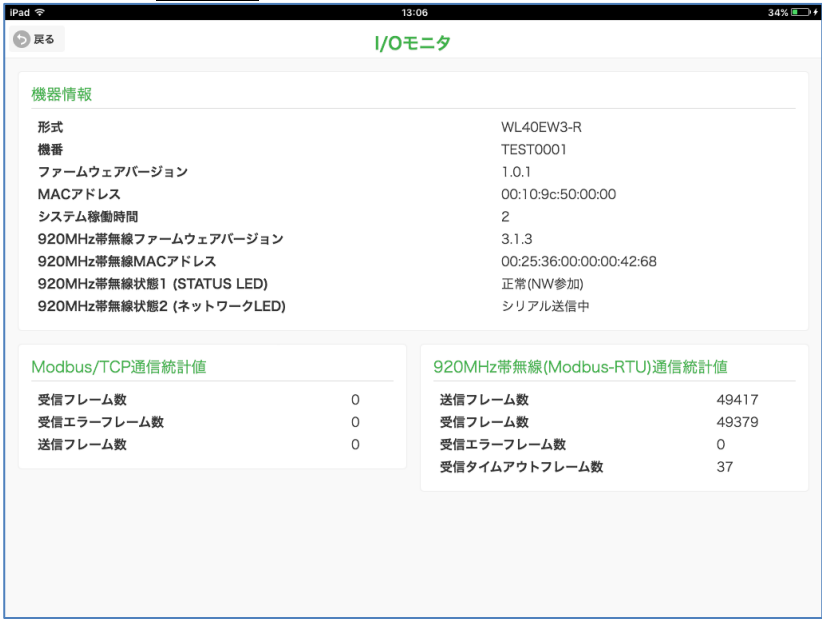 iPad 13:06 34%
戻る
I/Oモニタ
機器情報
形式 WL40EW3-R
機番 TEST0001
ファームウェアバージョン 1.0.1
MACアドレス 00:10:9c:50:00:00
システム稼働時間 2
920MHz帯無線ファームウェアバージョン 3.1.3
920MHz帯無線MACアドレス 00:25:36:00:00:00:42:68
920MHz帯無線状態1 (STATUS LED) 正常(NW参加)
920MHz帯無線状態2 (ネットワークLED) シリアル送信中
Modbus/TCP通信統計値
受信フレーム数 0
受信エラーフレーム数 0
送信フレーム数 0
920MHz帯無線(Modbus-RTU)通信統計値
送信フレーム数 49417
受信フレーム数 49379
受信エラーフレーム数 0
受信タイムアウトフレーム数 37